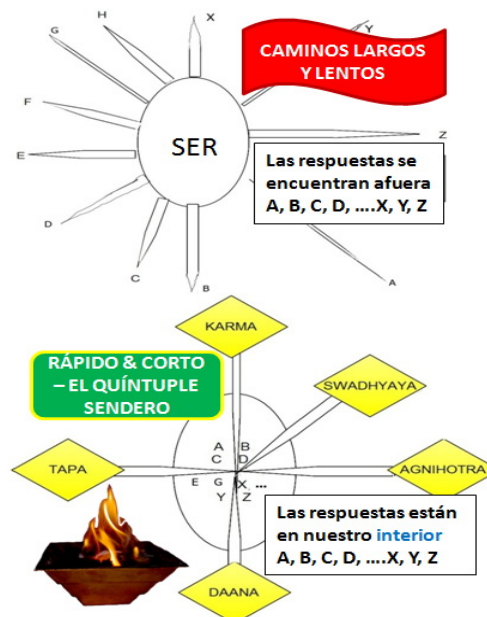 H
X
G
Y
CAMINOS LARGOS
Y LENTOS
F
SER
Z
E
Las respuestas se
encuentran afuera
A, B, C, D, ....X, Y, Z
D
C
B
A
KARMA
RÁPIDO & CORTO
– EL QUÍNTUPLE
SENDERO
SWADHYAYA
A B
C D
TAPA
AGNIHOTRA
E G X, ...
Y Z
Las respuestas están
en nuestro interior
A, B, C, D, ....X, Y, Z
DAANA